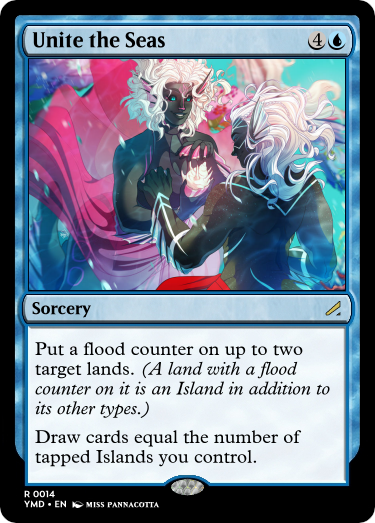 Unite the Seas 4
Sorcery
Put a flood counter on up to two
target lands. (A land with a flood
counter on it is an Island in addition to
its other types.)
Draw cards equal the number of
tapped Islands you control.
R 0014
YMD • EN MISS PANNACOTTA